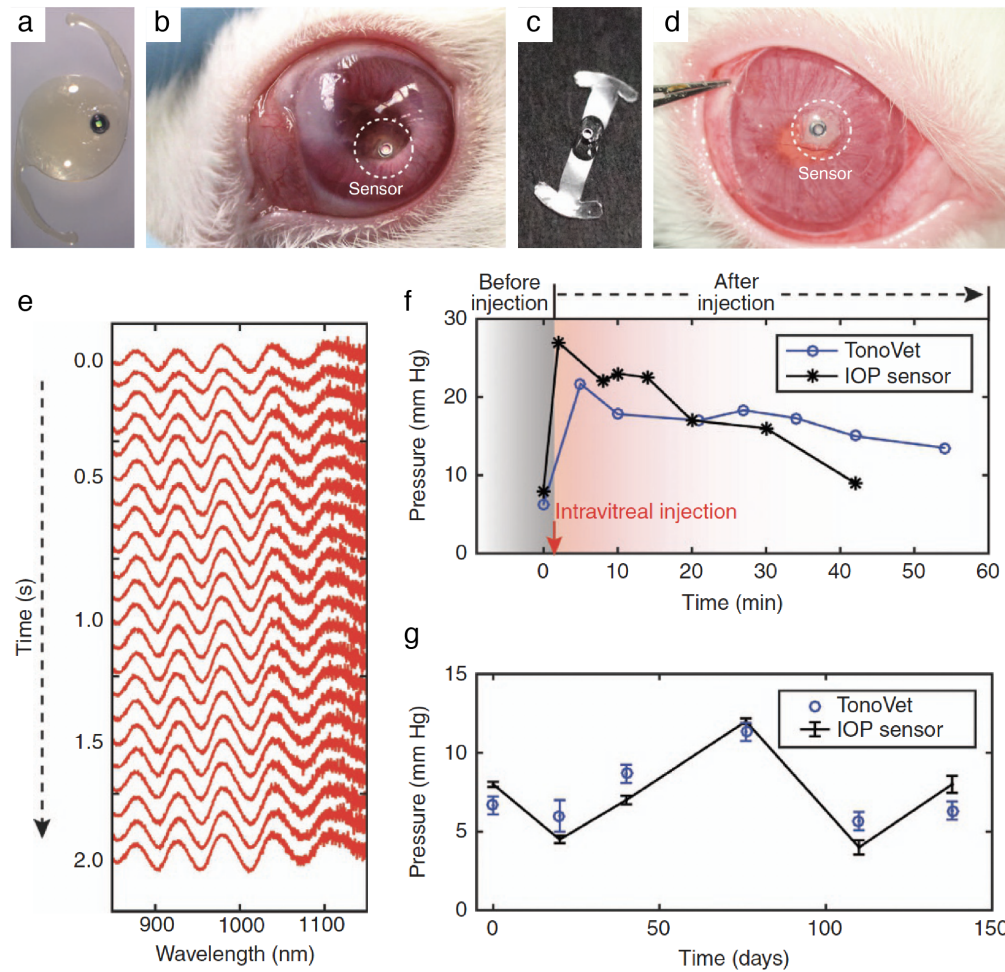 a
b
Sensor
c
d
Sensor
e
0.0
0.5
1.0
1.5
2.0
Time (s)
900
1000
1100
Wavelength (nm)
f
Before
injection
After
injection
30
20
10
0
Pressure (mm Hg)
TonoVet
IOP sensor
Intravitreal injection
0
10
20
30
40
50
60
Time (min)
g
15
10
5
0
Pressure (mm Hg)
TonoVet
IOP sensor
0
50
100
150
Time (days)